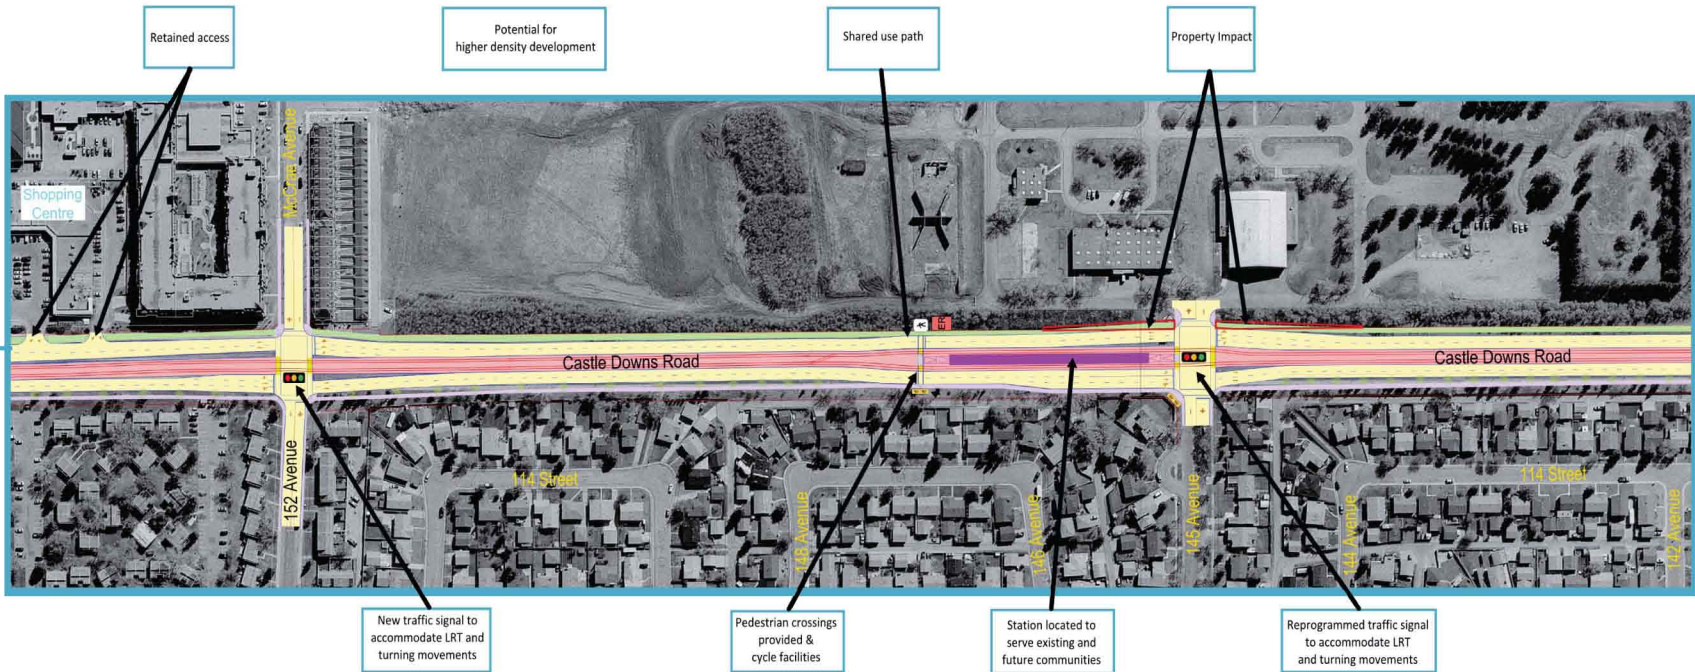 Retained access
Potential for
higher density development
Shared use path
Property Impact
McCrae Avenue
Shopping
Centre
Castle Downs Road
Castle Downs Road
152 Avenue
114 Street
148 Avenue
146 Avenue
145 Avenue
144 Avenue
114 Street
142 Avenue
New traffic signal to
accommodate LRT and
turning movements
Pedestrian crossings
provided &
cycle facilities
Station located to
serve existing and
future communities
Reprogrammed traffic signal
to accommodate LRT
and turning movements